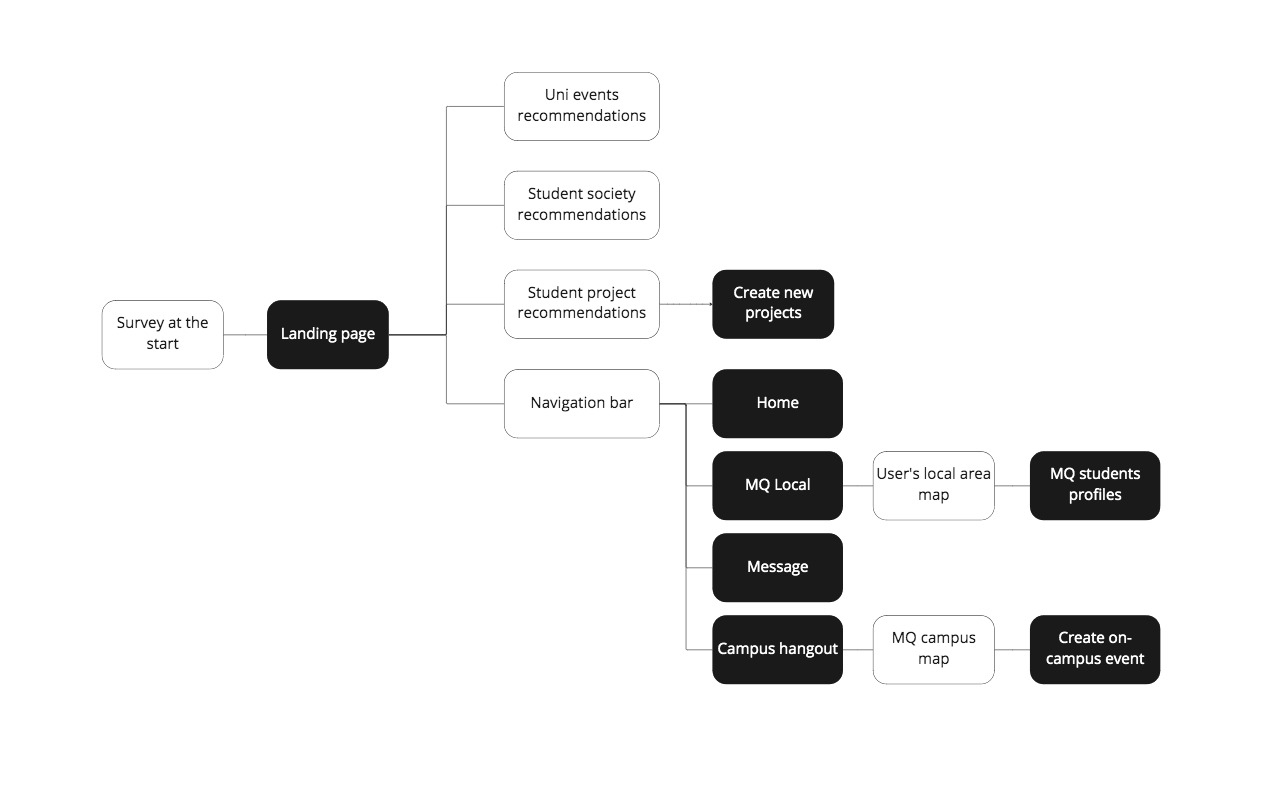 Uni events
recommendations
Student society
recommendations
Student project
recommendations
Create new
projects
Survey at the
start
Landing page
Navigation bar
Home
MQ Local
User's local area
map
MQ students
profiles
Message
Campus hangout
MQ campus
map
Create on-
campus event